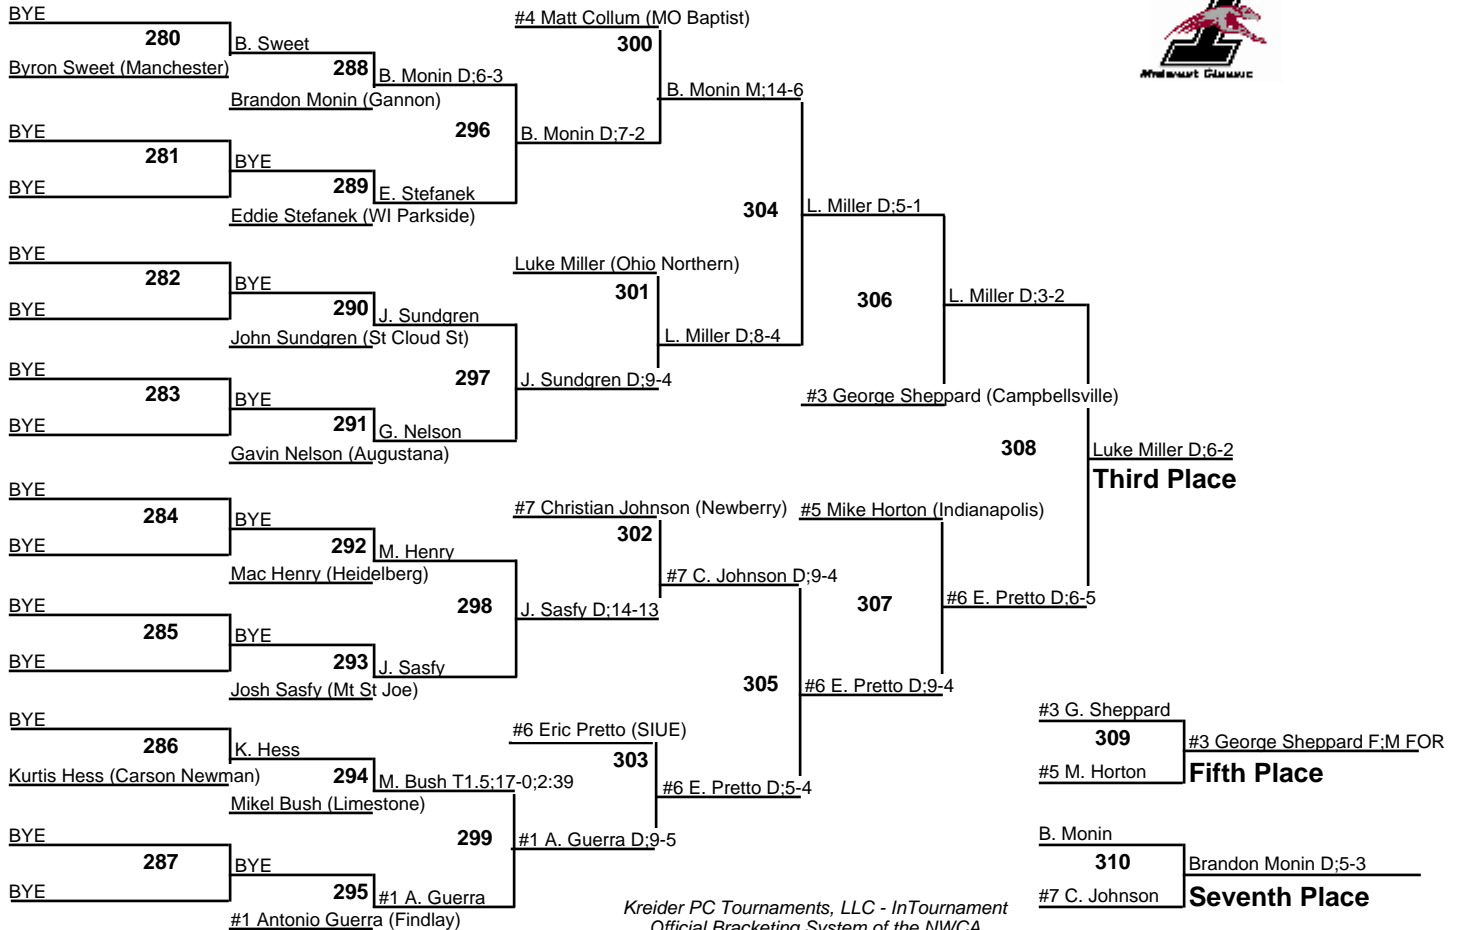 BYE
280
Byron Sweet (Manchester)
B. Sweet
288
Brandon Monin (Gannon)
B. Monin D;6-3
BYE
281
BYE
BYE
289
Eddie Stefanek (WI Parkside)
E. Stefanek
296
B. Monin D;7-2
#4 Matt Collum (MO Baptist)
300
B. Monin M;14-6
BYE
282
BYE
BYE
290
John Sundgren (St Cloud St)
J. Sundgren
BYE
283
BYE
BYE
291
Gavin Nelson (Augustana)
G. Nelson
297
J. Sundgren D;9-4
Luke Miller (Ohio Northern)
301
L. Miller D;8-4
304
L. Miller D;5-1
306
#3 George Sheppard (Campbellsville)
L. Miller D;3-2
BYE
284
BYE
BYE
292
Mac Henry (Heidelberg)
M. Henry
BYE
285
BYE
BYE
293
Josh Sasfy (Mt St Joe)
J. Sasfy
298
J. Sasfy D;14-13
#7 Christian Johnson (Newberry)
302
#7 C. Johnson D;9-4
BYE
286
Kurtis Hess (Carson Newman)
K. Hess
294
Mikel Bush (Limestone)
M. Bush T1.5;17-0;2:39
BYE
287
BYE
BYE
295
#1 Antonio Guerra (Findlay)
#1 A. Guerra
299
#1 A. Guerra D;9-5
#6 Eric Pretto (SIUE)
303
#6 E. Pretto D;5-4
305
#6 E. Pretto D;9-4
#5 Mike Horton (Indianapolis)
307
#6 E. Pretto D;6-5
308
Luke Miller D;6-2
Third Place
#3 G. Sheppard
309
#5 M. Horton
#3 George Sheppard F;M FOR
Fifth Place
B. Monin
310
#7 C. Johnson
Brandon Monin D;5-3
Seventh Place
Midwest Classic
Kreider PC Tournaments, LLC - InTournament
Official Bracketing System of the NWCA